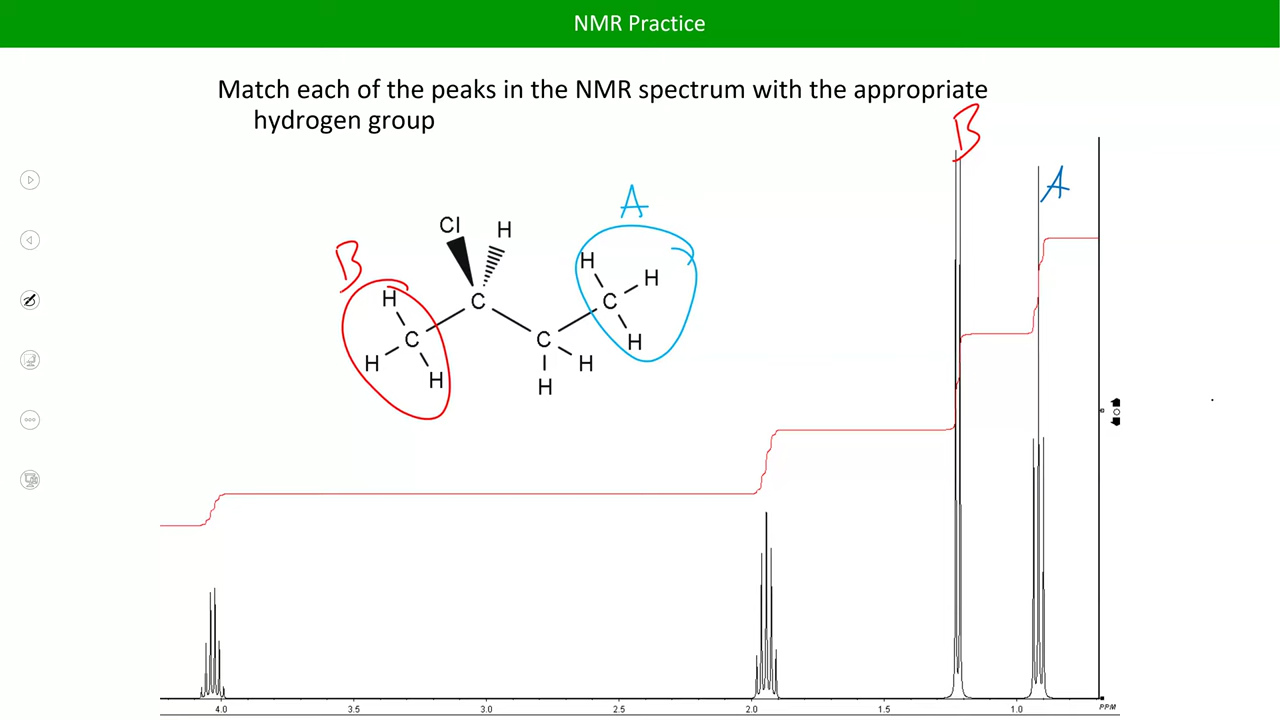 NMR Practice
Match each of the peaks in the NMR spectrum with the appropriate
hydrogen group
B
A
A
Cl
H
B
H
H
H
C
C
H
C
C
H
H
H
H
H
4.0
3.5
3.0
2.5
2.0
1.5
1.0
PPM